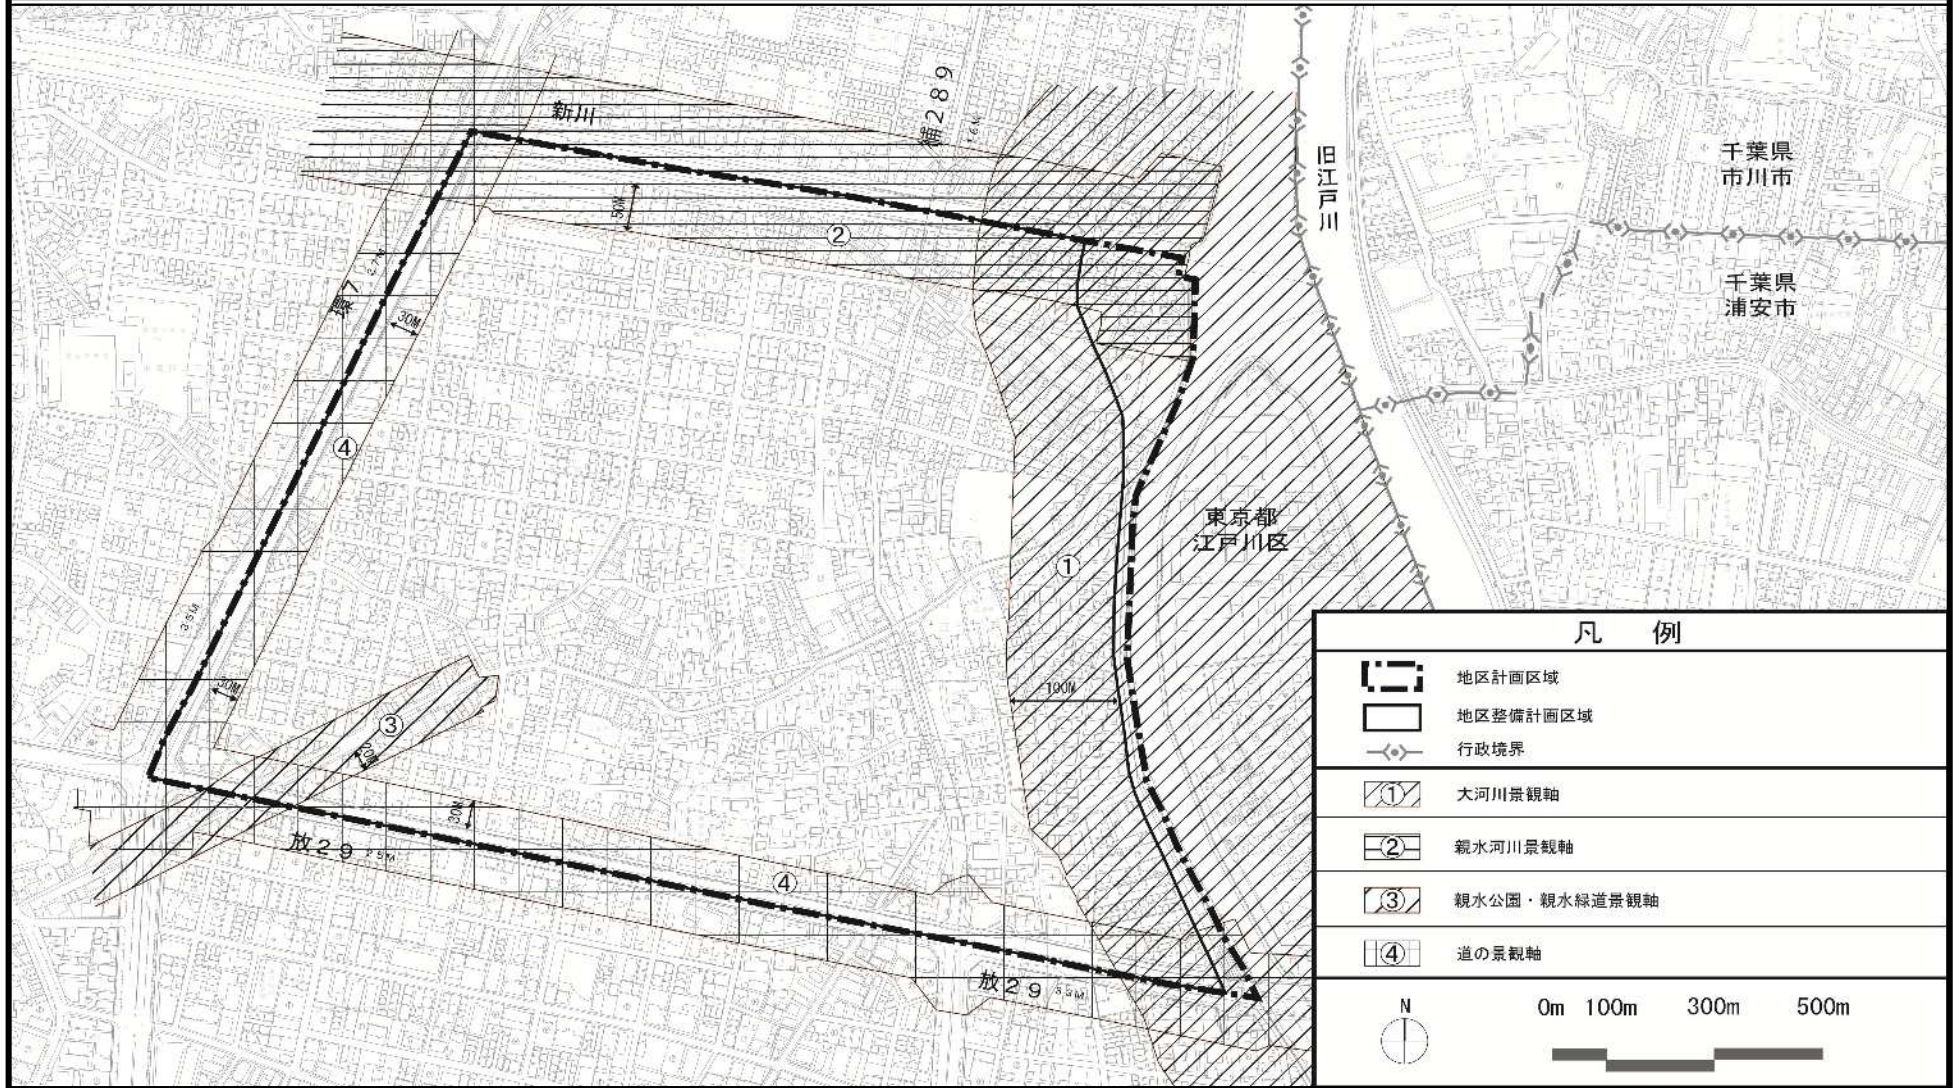 新川
補289
16M
旧江戸川
千葉県
市川市
千葉県
浦安市
50M
②
環7
27M
30M
④
東京都
江戸川区
①
100M
35M
30M
③
20M
30M
放29
35M
④
放29
35M
凡 例
地区計画区域
地区整備計画区域
行政境界
① 大河川景観軸
② 親水河川景観軸
③ 親水公園・親水緑道景観軸
④ 道の景観軸
N
0m 100m 300m 500m